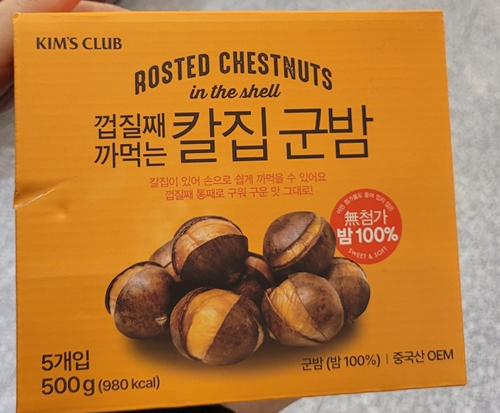 KIM'S CLUB
ROSTED CHESTNUTS
in the shell
껍질째
까먹는 칼집 군밤
칼집이 있어 손으로 쉽게 까먹을 수 있어요
껍질째 통째로 구워 구운 맛 그대로!
無첨가
밤 100%
SWEET & SOFT
5개입
500g (980 kcal)
군밤 (밤 100%) | 중국산 OEM